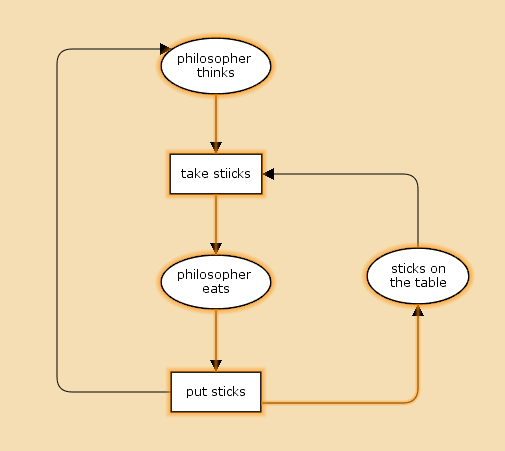 philosopher
thinks
take stiicks
philosopher
eats
sticks on
the table
put sticks